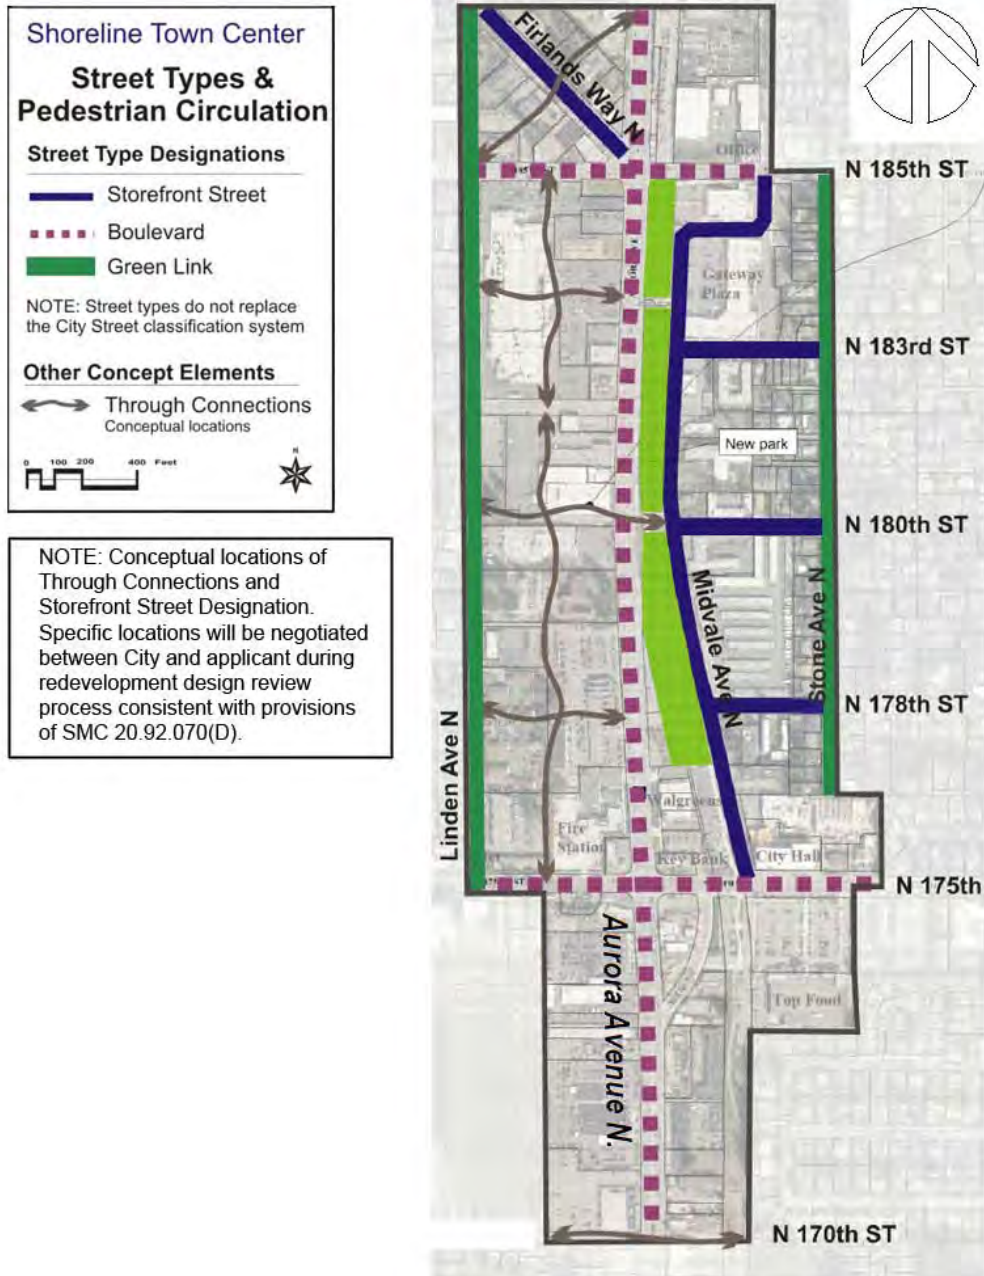 Shoreline Town Center
Street Types &
Pedestrian Circulation
Street Type Designations
Storefront Street
Boulevard
Green Link
NOTE: Street types do not replace
the City Street classification system
Other Concept Elements
Through Connections
Conceptual locations
0 100 200 400 Feet
N
NOTE: Conceptual locations of
Through Connections and
Storefront Street Designation.
Specific locations will be negotiated
between City and applicant during
redevelopment design review
process consistent with provisions
of SMC 20.92.070(D).
Firlands Way N
Office
N 185th ST
Gateway
Plaza
N 183rd ST
New park
N 180th ST
Midvale Ave N
Stone Ave N
N 178th ST
Linden Ave N
Walgreens
Fire
Station
Key Bank
City Hall
N 175th
Aurora Avenue N.
Top Food
N 170th ST